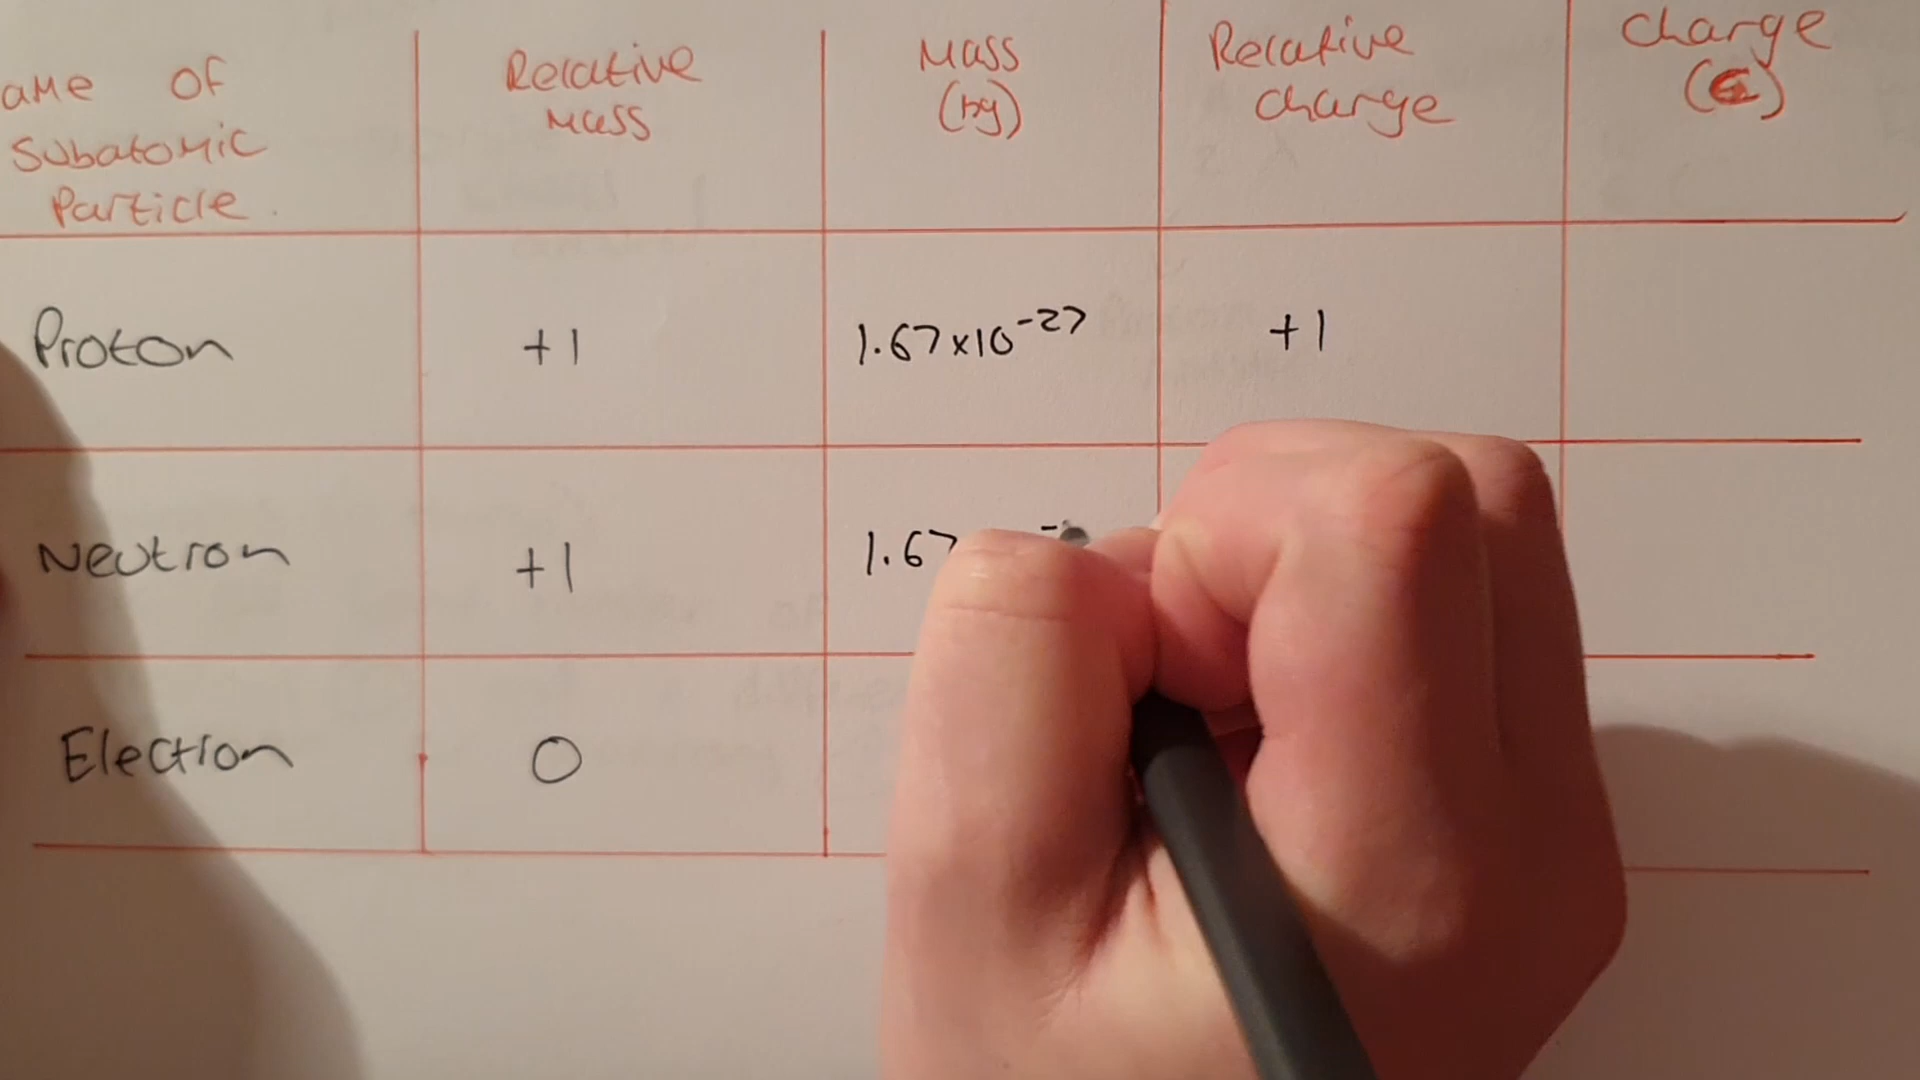 ame of
Subatomic
Particle.
Relative
Mass
Mass
(kg)
Relative
charge
charge
(C)
Proton
+1
1.67x10⁻²⁷
+1
Neutron
+1
1.67
Electron
0